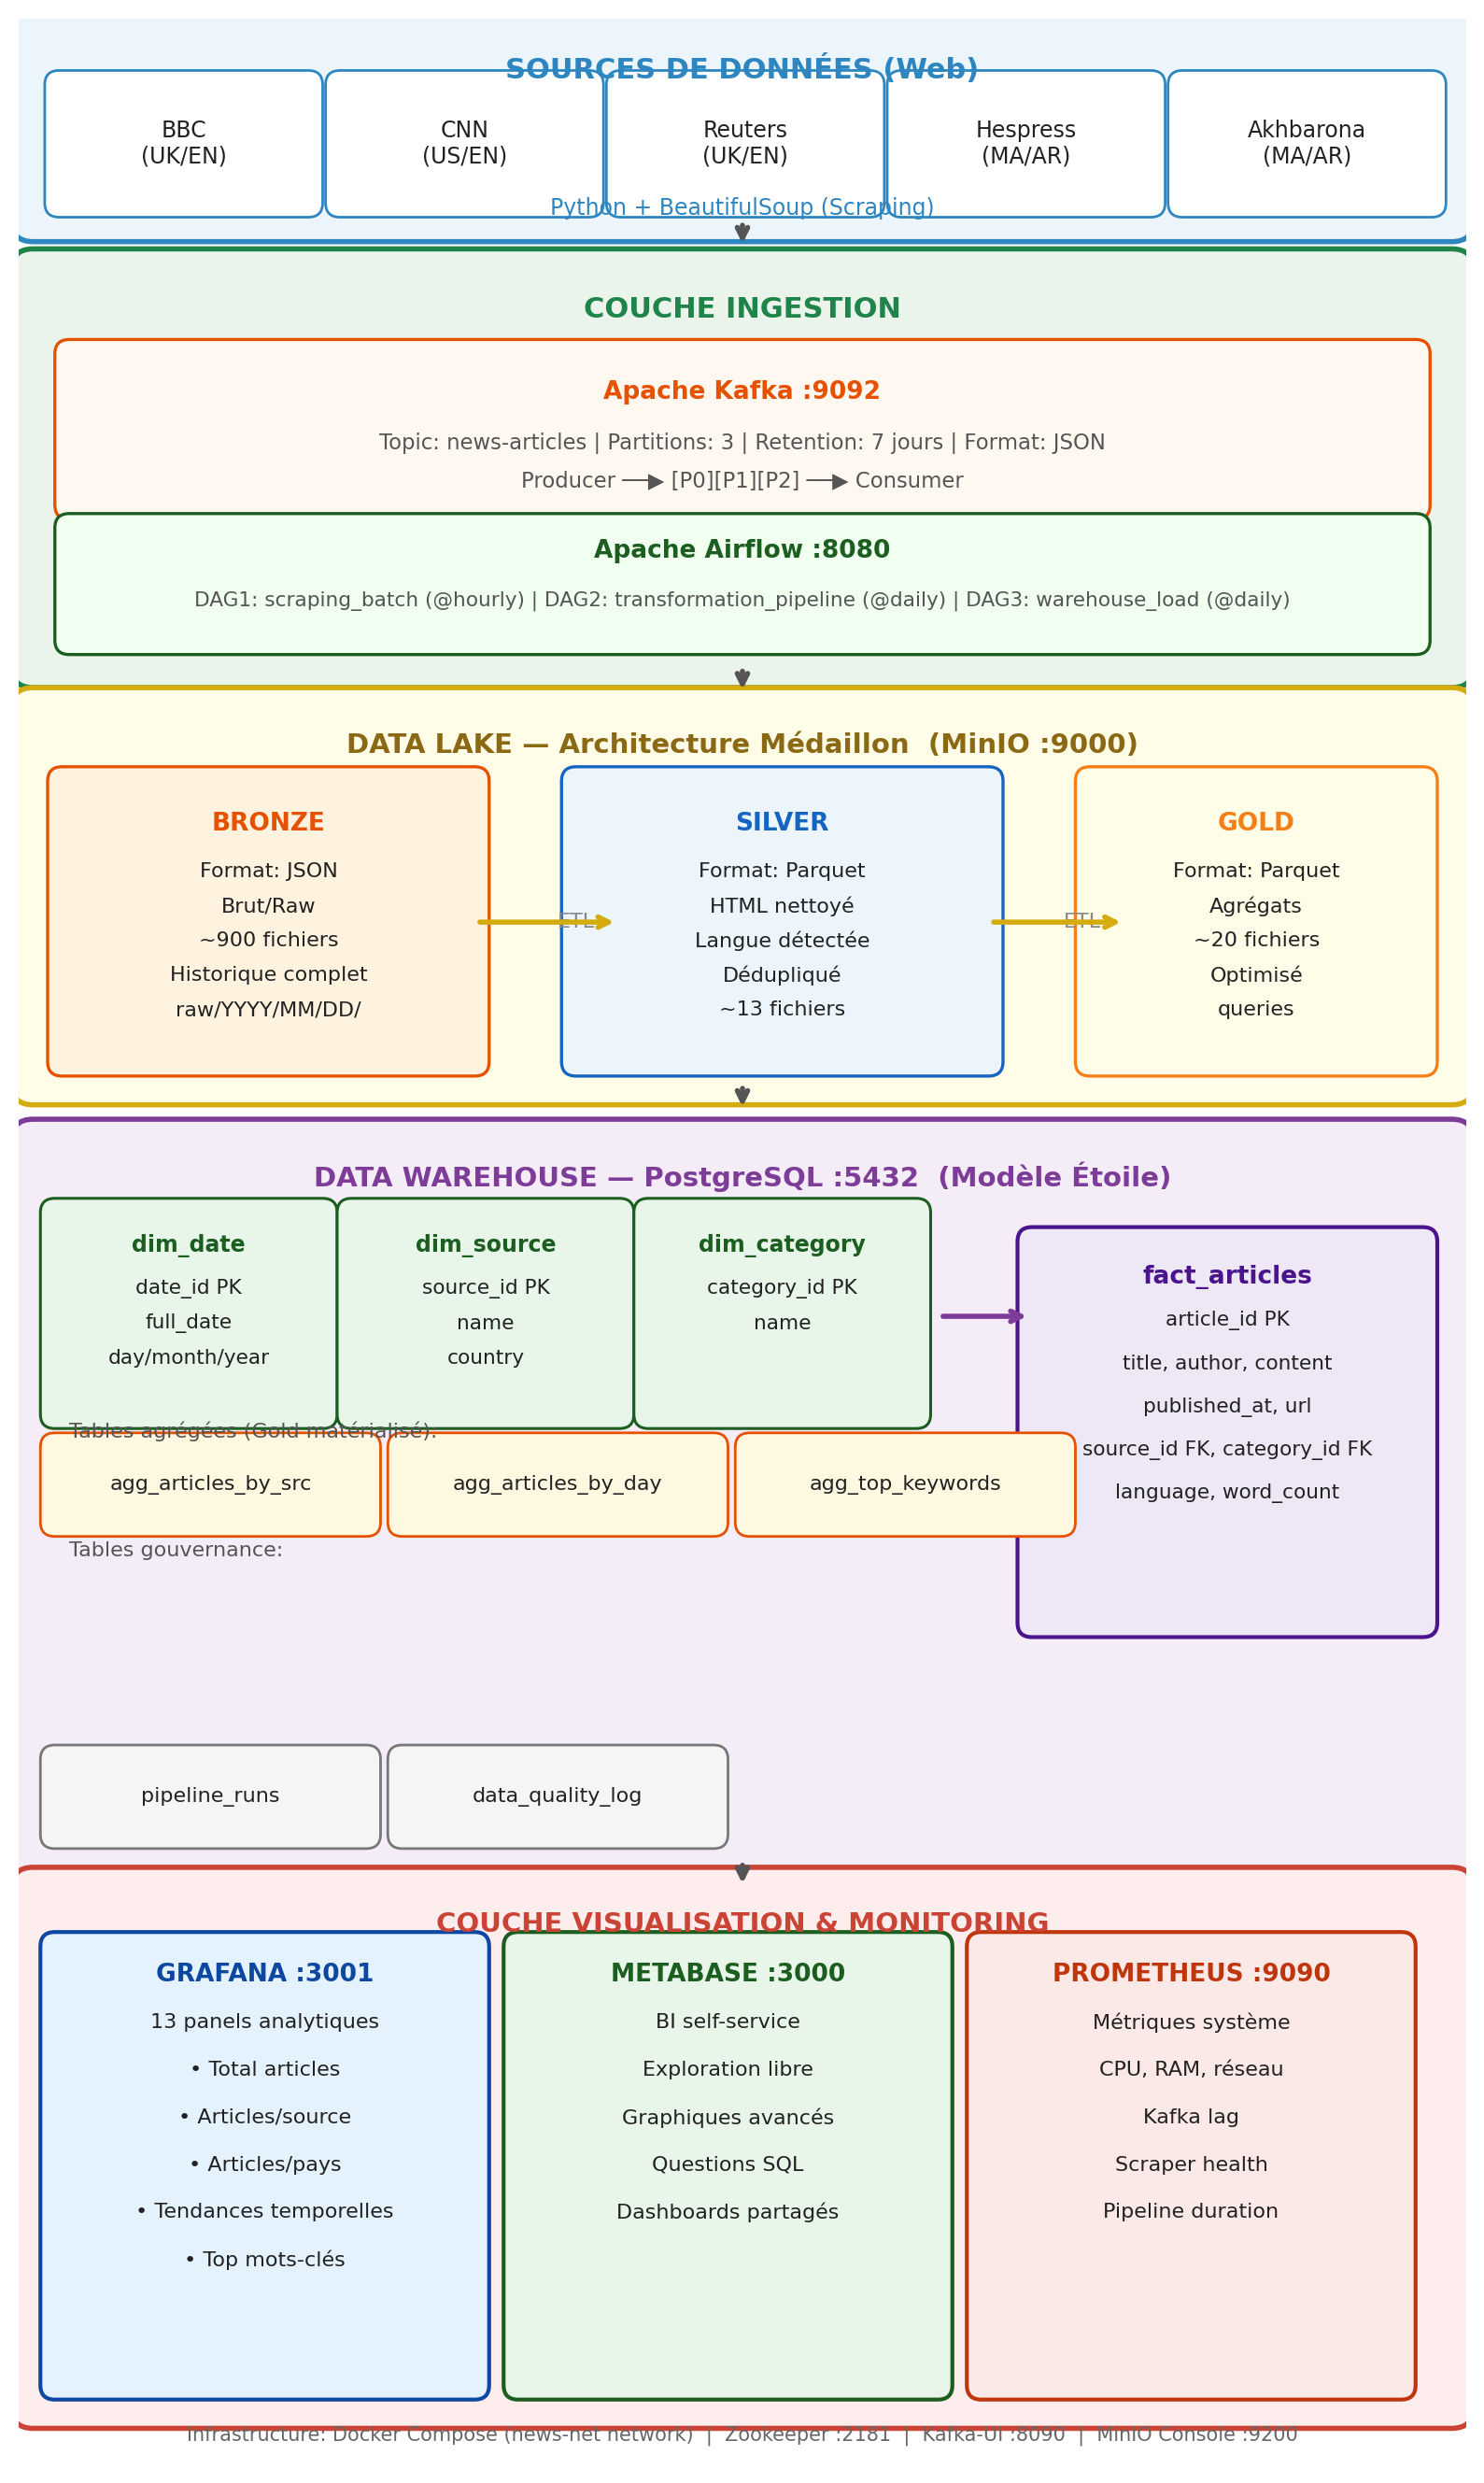 SOURCES DE DONNÉES (Web)
BBC
(UK/EN)
CNN
(US/EN)
Reuters
(UK/EN)
Hespress
(MA/AR)
Akhbarona
(MA/AR)
Python + BeautifulSoup (Scraping)
COUCHE INGESTION
Apache Kafka :9092
Topic: news-articles | Partitions: 3 | Retention: 7 jours | Format: JSON
Producer ──▶ [P0][P1][P2] ──▶ Consumer
Apache Airflow :8080
DAG1: scraping_batch (@hourly) | DAG2: transformation_pipeline (@daily) | DAG3: warehouse_load (@daily)
DATA LAKE — Architecture Médaillon (MinIO :9000)
BRONZE
Format: JSON
Brut/Raw
~900 fichiers
Historique complet
raw/YYYY/MM/DD/
ETL
SILVER
Format: Parquet
HTML nettoyé
Langue détectée
Dédupliqué
~13 fichiers
ETL
GOLD
Format: Parquet
Agrégats
~20 fichiers
Optimisé
queries
DATA WAREHOUSE — PostgreSQL :5432 (Modèle Étoile)
dim_date
date_id PK
full_date
day/month/year
dim_source
source_id PK
name
country
dim_category
category_id PK
name
fact_articles
article_id PK
title, author, content
published_at, url
source_id FK, category_id FK
language, word_count
Tables agrégées (Gold matérialisé):
agg_articles_by_src
agg_articles_by_day
agg_top_keywords
Tables gouvernance:
pipeline_runs
data_quality_log
COUCHE VISUALISATION & MONITORING
GRAFANA :3001
13 panels analytiques
• Total articles
• Articles/source
• Articles/pays
• Tendances temporelles
• Top mots-clés
METABASE :3000
BI self-service
Exploration libre
Graphiques avancés
Questions SQL
Dashboards partagés
PROMETHEUS :9090
Métriques système
CPU, RAM, réseau
Kafka lag
Scraper health
Pipeline duration
Infrastructure: Docker Compose (news-net network) | Zookeeper :2181 | Kafka-UI :8090 | MinIO Console :9200